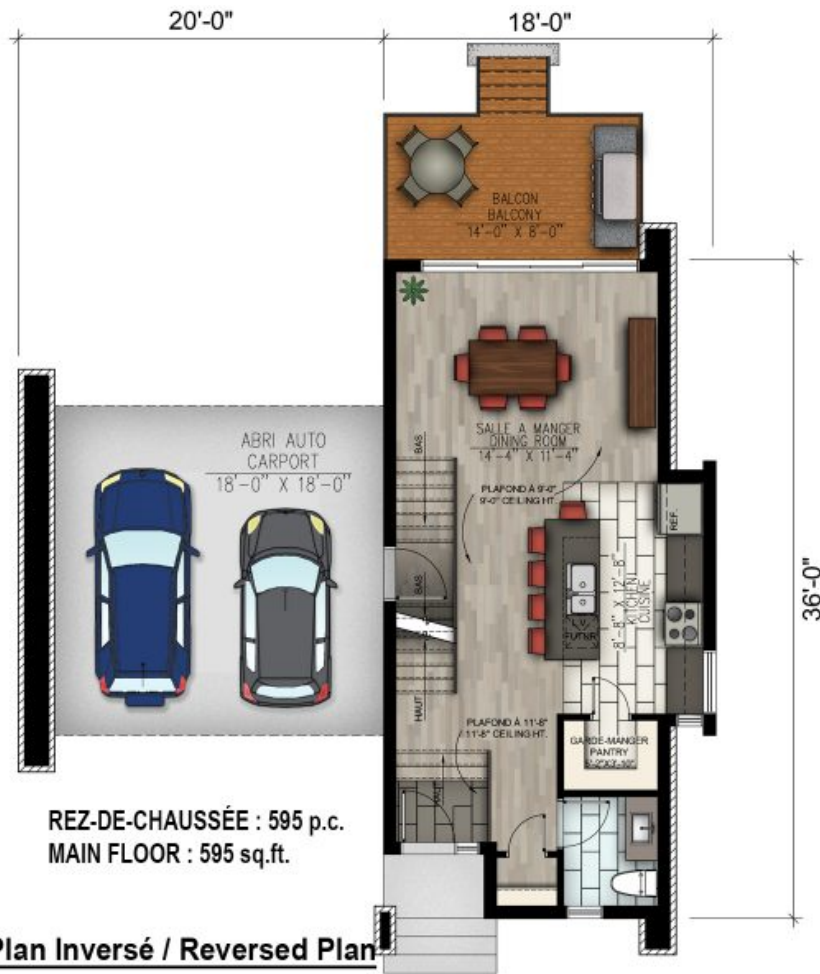 20'-0"
18'-0"
BALCON
BALCONY
14'-0" X 8'-0"
ABRI AUTO
CARPORT
18'-0" X 18'-0"
BAS
SALLE A MANGER
DINING ROOM
14'-4" X 11'-4"
PLAFOND À 9'-0"
9'-0" CEILING HT.
REF.
BAS
8'-8" X 12'-8"
KITCHEN
CUISINE
L.V.
FUTNR
36'-0"
HAUT
PLAFOND À 11'-8"
11'-8" CEILING HT.
GARDE-MANGER
PANTRY
HAUT
REZ-DE-CHAUSSÉE : 595 p.c.
MAIN FLOOR : 595 sq.ft.
Plan Inversé / Reversed Plan